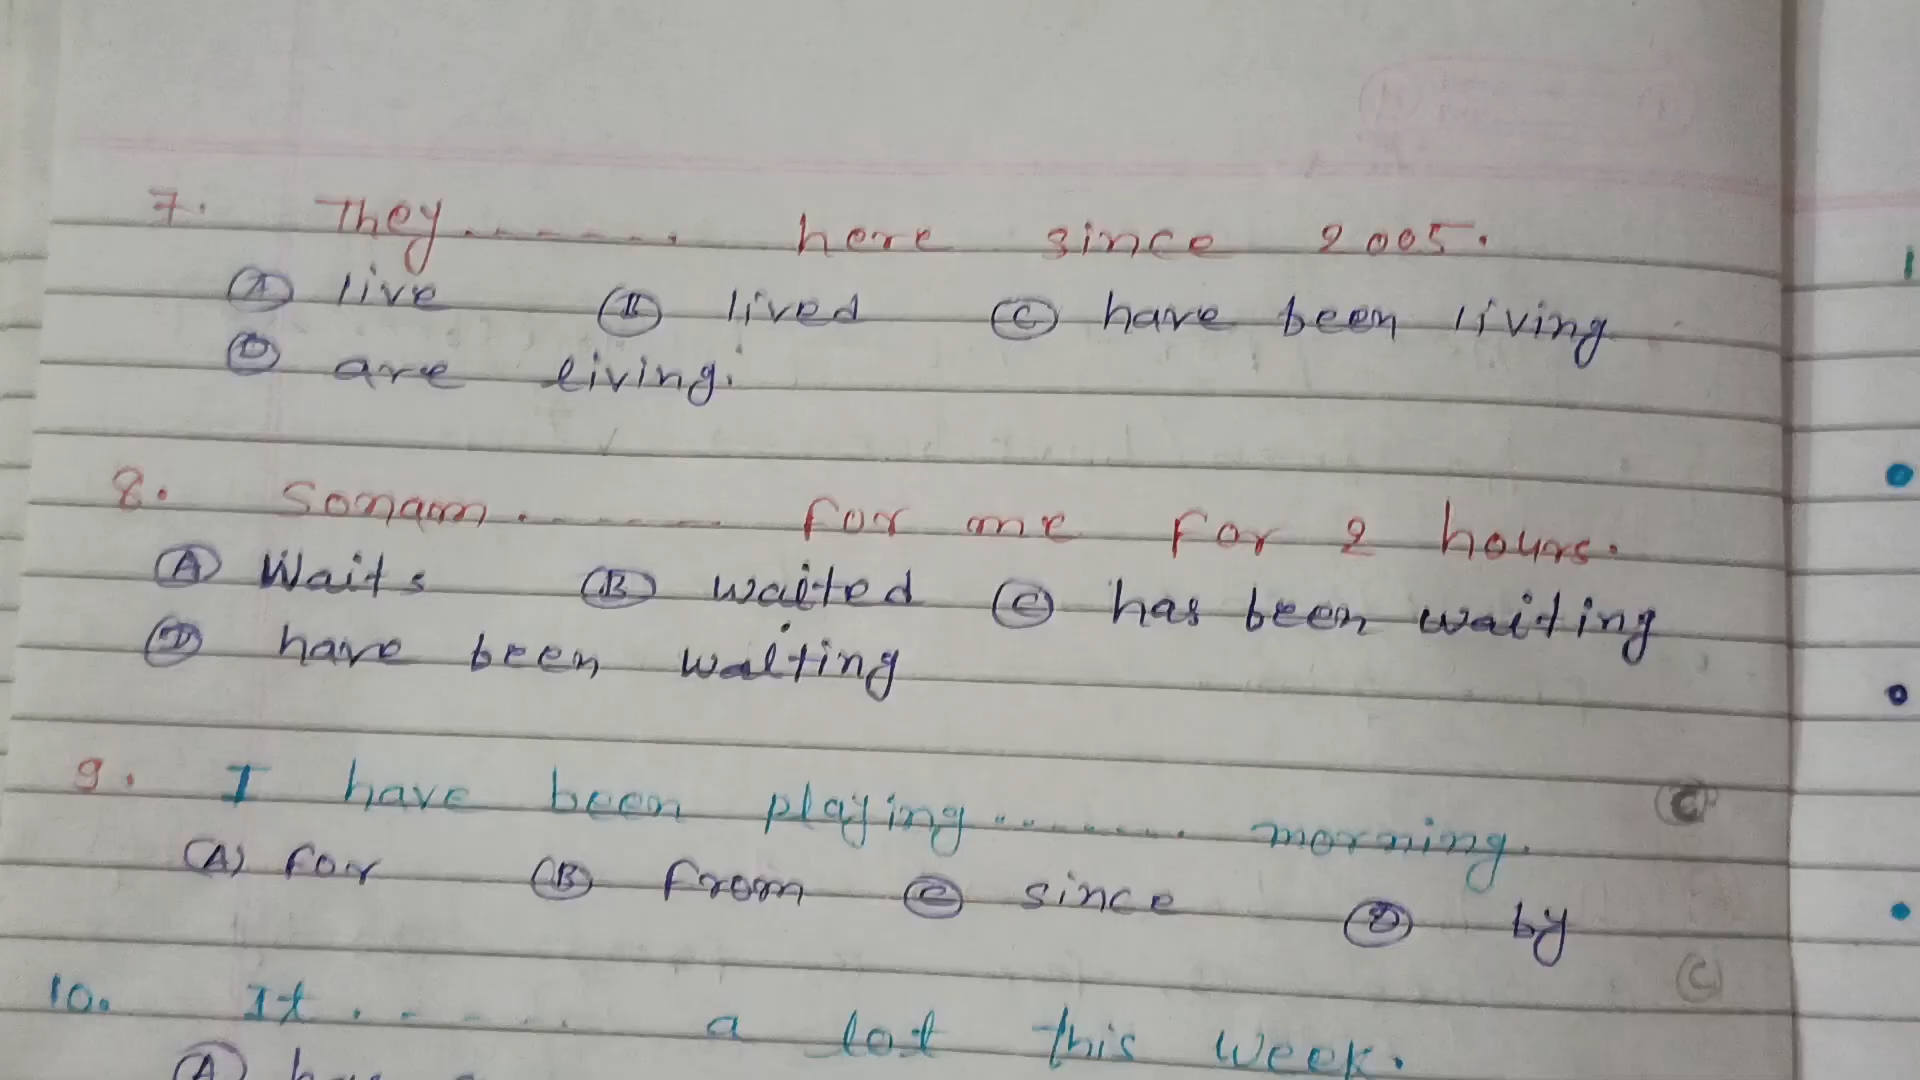 7. They ........ here since 2005.
(A) live (B) lived (C) have been living
(D) are living.
8. Sonam ........ for me for 2 hours.
(A) Waits (B) waited (C) has been waiting
(D) have been waiting
9. I have been playing ........ morning.
(C)
(A) for (B) from (C) since (D) by
(C)
10. It ........ a lot this week.
(A)